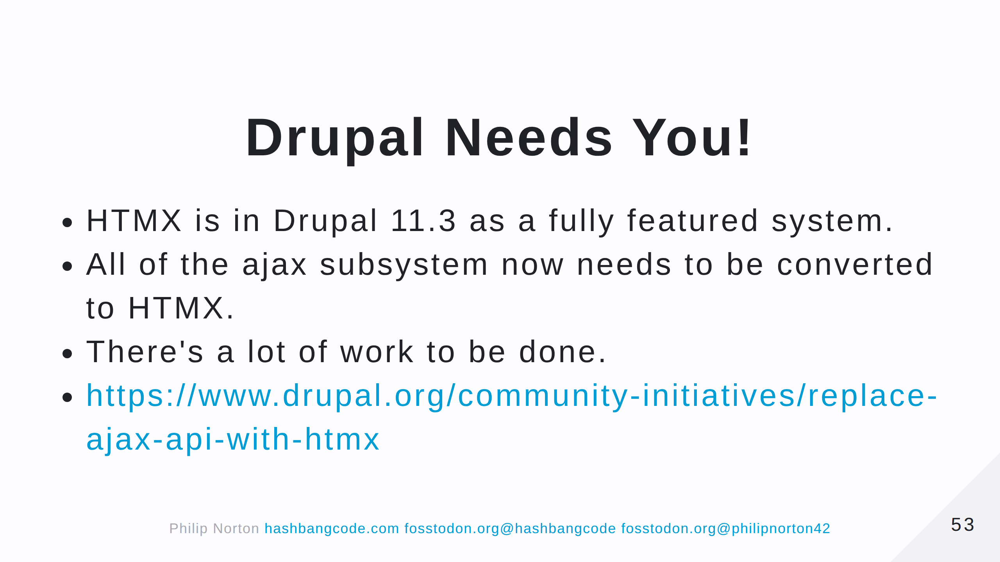 Drupal Needs You!
• HTMX is in Drupal 11.3 as a fully featured system.
• All of the ajax subsystem now needs to be converted
to HTMX.
• There's a lot of work to be done.
• https://www.drupal.org/community-initiatives/replace-
ajax-api-with-htmx
Philip Norton hashbangcode.com fosstodon.org@hashbangcode fosstodon.org@philipnorton42
53